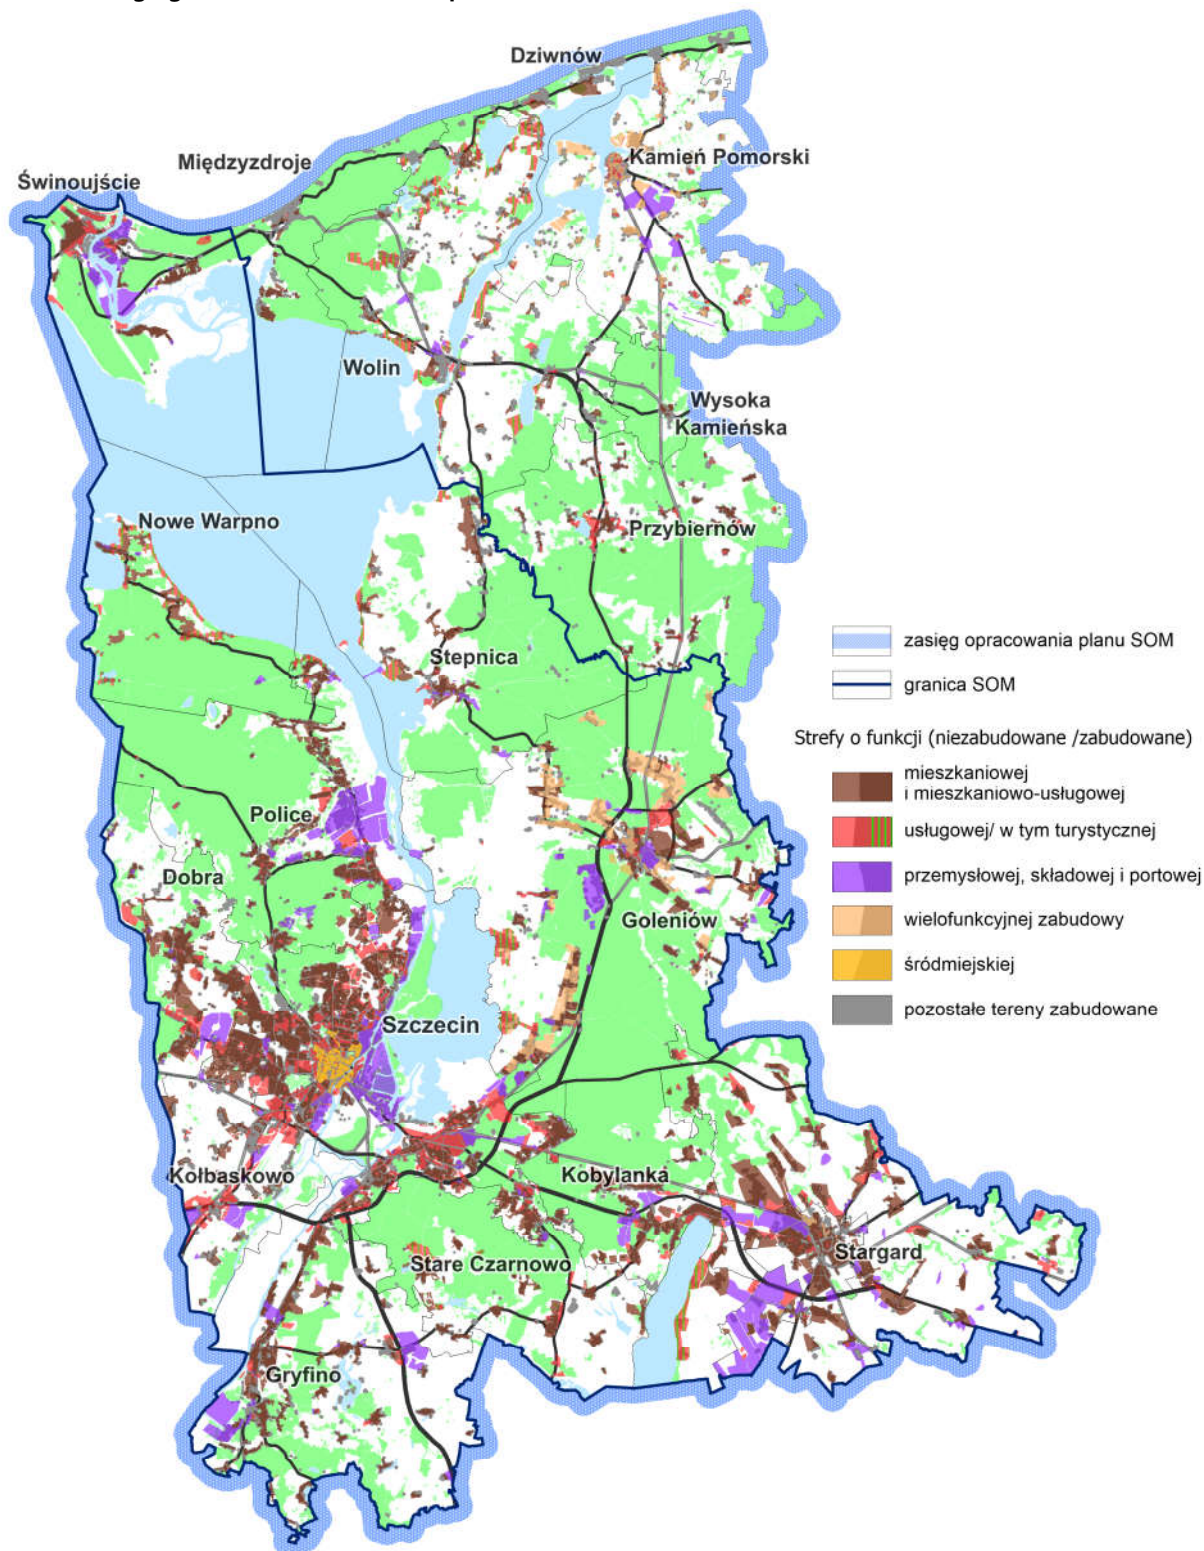 Dziwnów
Międzyzdroje
Kamień Pomorski
Świnoujście
Wolin
Wysoka
Kamieńska
Nowe Warpno
Przybiernów
Stepnica
zasięg opracowania planu SOM
granica SOM
Strefy o funkcji (niezabudowane /zabudowane)
mieszkaniowej
i mieszkaniowo-usługowej
usługowej/ w tym turystycznej
przemysłowej, składowej i portowej
wielofunkcyjnej zabudowy
śródmiejskiej
pozostałe tereny zabudowane
Police
Dobra
Goleniów
Szczecin
Kołbaskowo
Kobylanka
Stare Czarnowo
Stargard
Gryfino